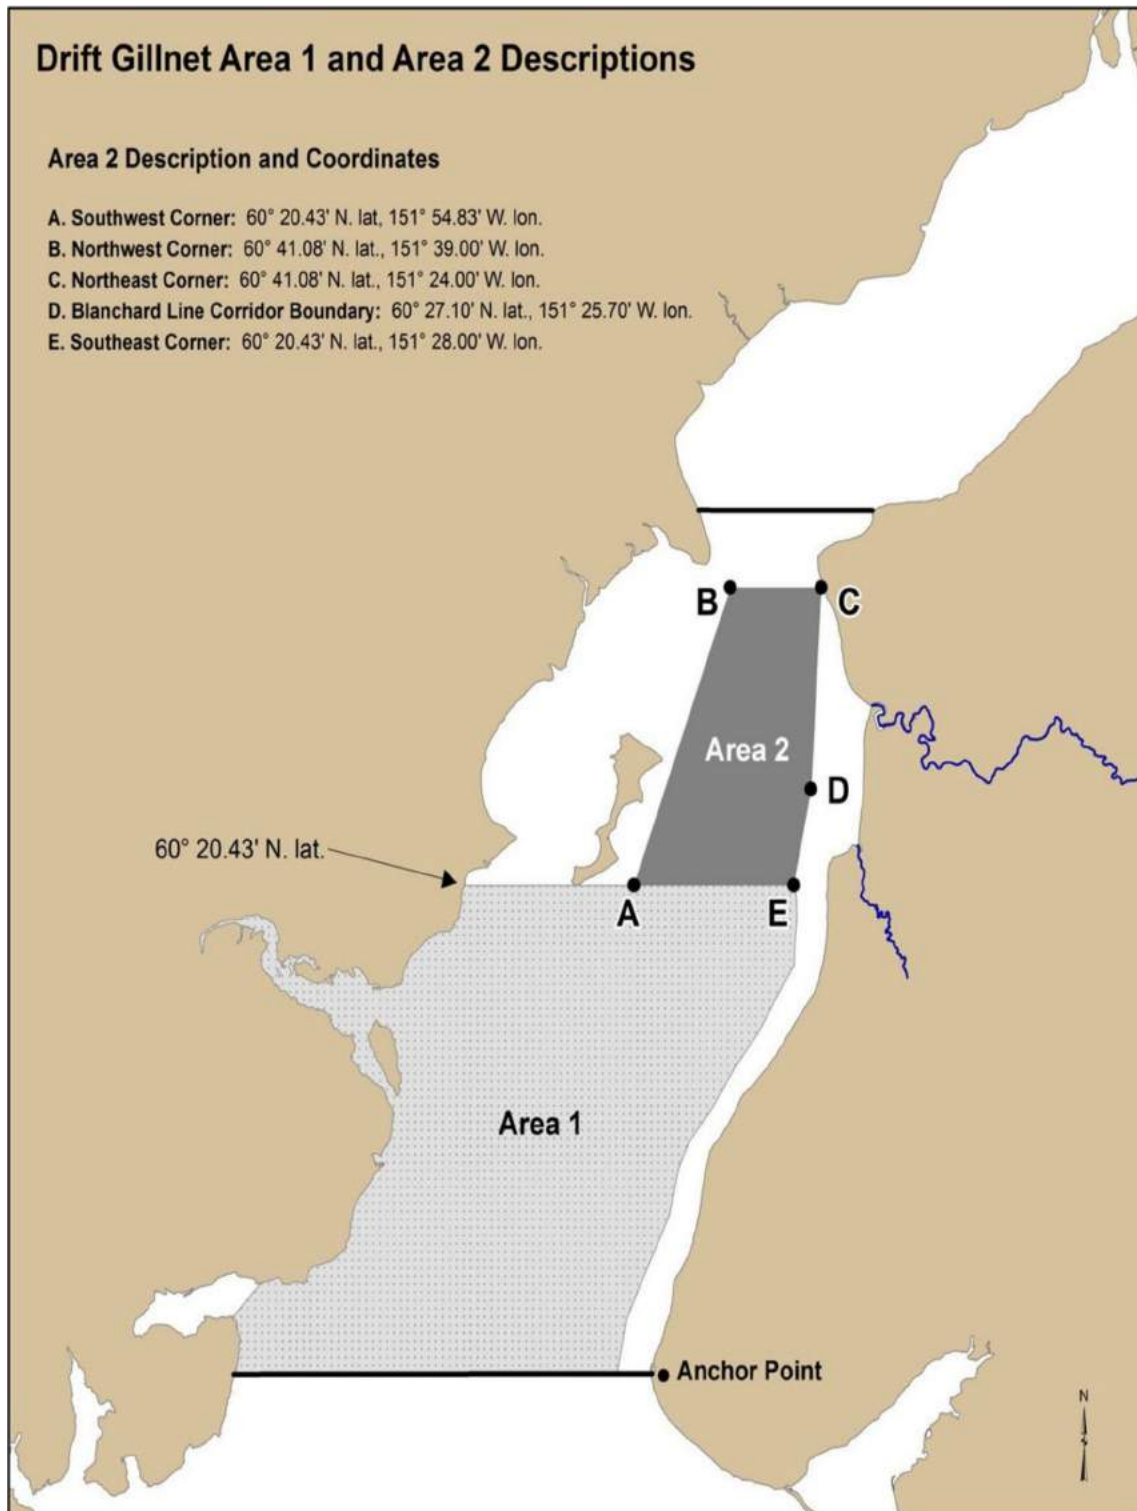 Drift Gillnet Area 1 and Area 2 Descriptions
Area 2 Description and Coordinates
A. Southwest Corner: 60° 20.43' N. lat, 151° 54.83' W. lon.
B. Northwest Corner: 60° 41.08' N. lat., 151° 39.00' W. lon.
C. Northeast Corner: 60° 41.08' N. lat., 151° 24.00' W. lon.
D. Blanchard Line Corridor Boundary: 60° 27.10' N. lat., 151° 25.70' W. lon.
E. Southeast Corner: 60° 20.43' N. lat., 151° 28.00' W. lon.
B
C
Area 2
D
60° 20.43' N. lat.
A
E
Area 1
Anchor Point
N